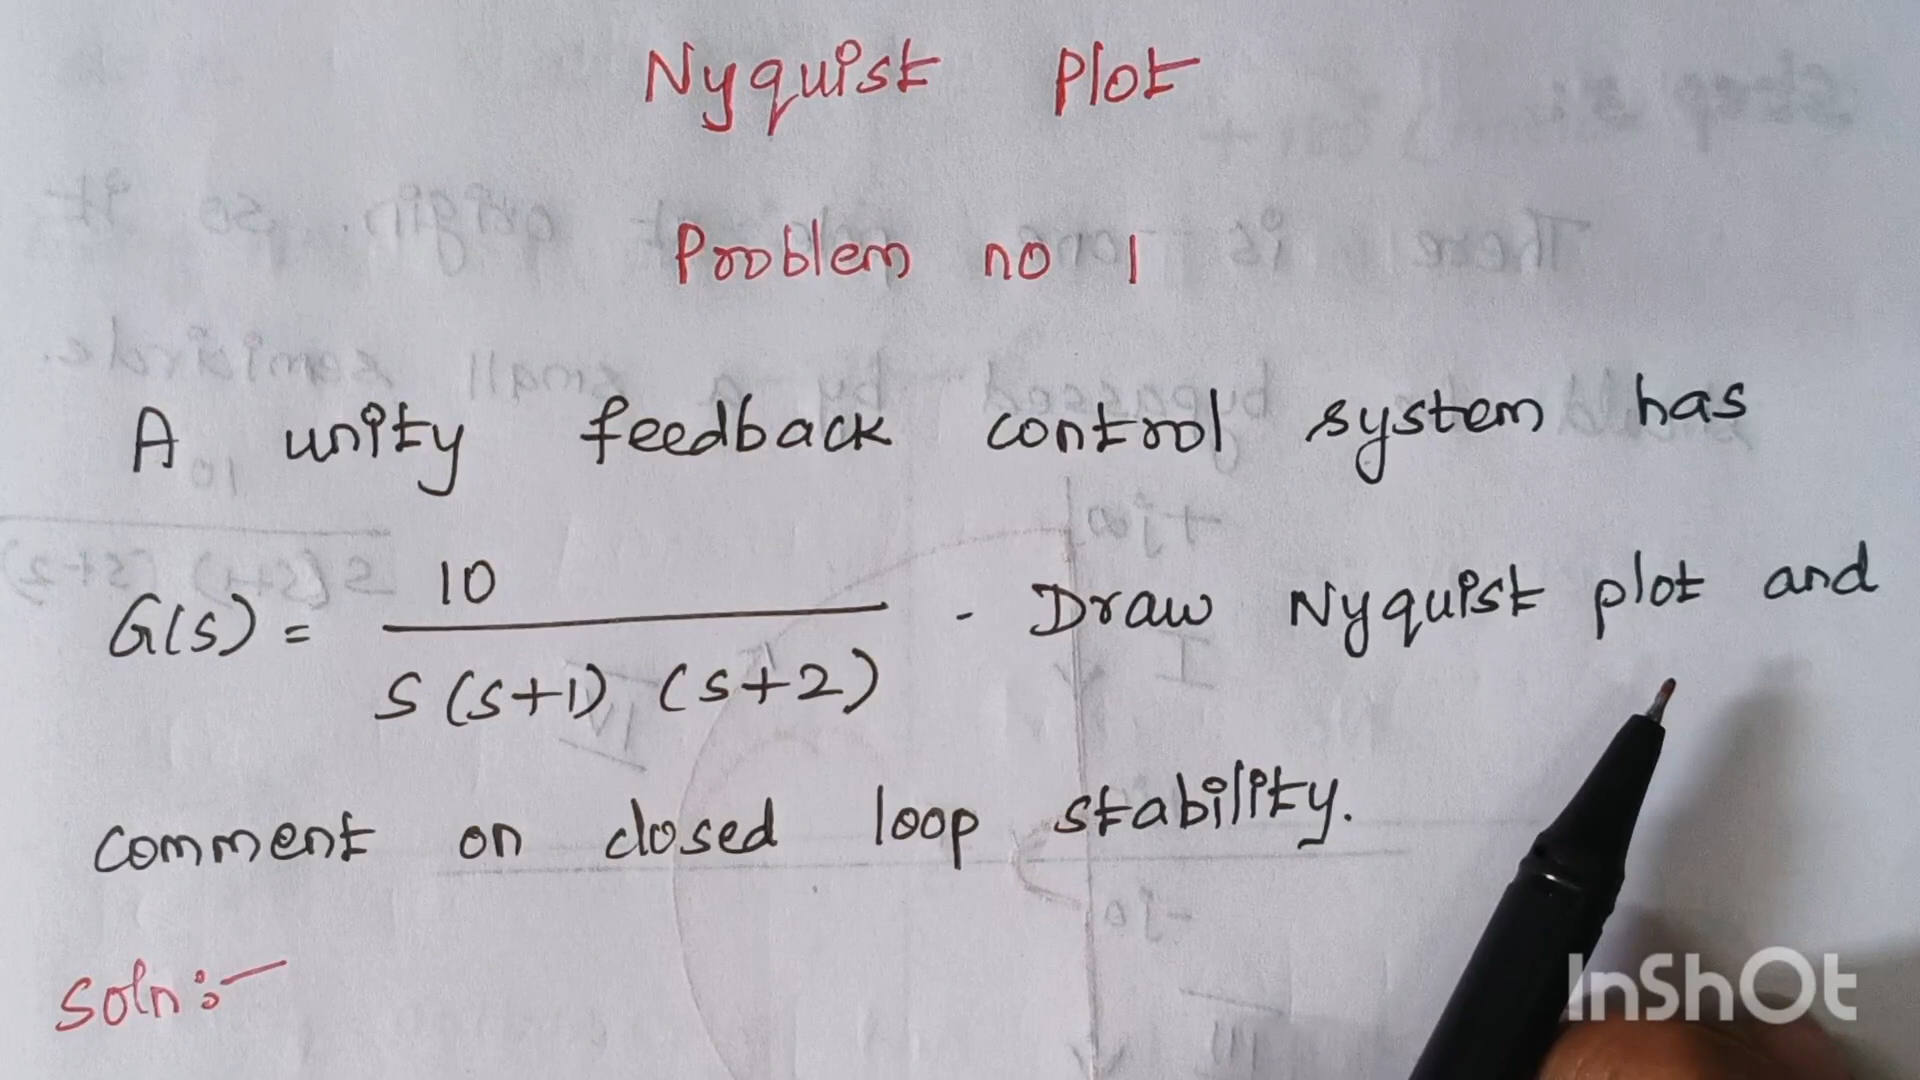 Nyquist Plot
Problem no 1
A unity feedback control system has
G(s) = 10 / s(s+1) (s+2) . Draw Nyquist plot and
comment on closed loop stability.
Soln:-
InShOt